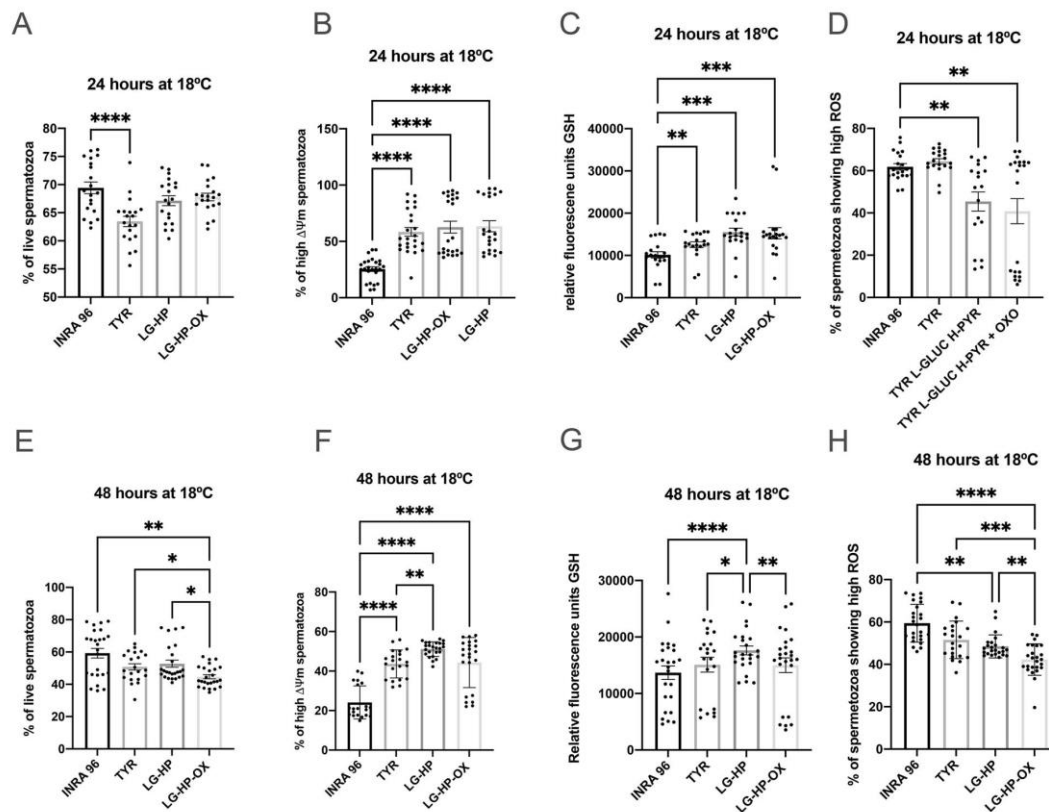 A
24 hours at 18ºC
% of live spermatozoa
80
75
70
65
60
55
50
****
INRA 96
TYR
LG-HP
LG-HP-OX
B
24 hours at 18ºC
% of high ΔΨm spermatozoa
150
100
50
0
****
****
****
INRA 96
TYR
LG-HP-OX
LG-HP
C
24 hours at 18ºC
relative fluorescene units GSH
40000
30000
20000
10000
0
***
***
**
INRA 96
TYR
LG-HP
LG-HP-OX
D
24 hours at 18ºC
% of spermetozoa showing high ROS
100
80
60
40
20
0
**
**
INRA 96
TYR
TYR L-GLUC H-PYR
TYR L-GLUC H-PYR + OXO
E
48 hours at 18ºC
% of live spermatozoa
100
80
60
40
20
0
**
*
*
INRA 96
TYR
LG-HP
LG-HP-OX
F
48 hours at 18ºC
% of high ΔΨm spermatozoa
80
60
40
20
0
****
****
**
****
INRA 96
TYR
LG-HP
LG-HP-OX
G
48 hours at 18ºC
Relative fluorescence units GSH
30000
20000
10000
0
****
*
**
INRA 96
TYR
LG-HP
LG-HP-OX
H
48 hours at 18ºC
% of spermetozoa showing high ROS
80
60
40
20
0
****
***
**
**
INRA 96
TYR
LG-HP
LG-HP-OX